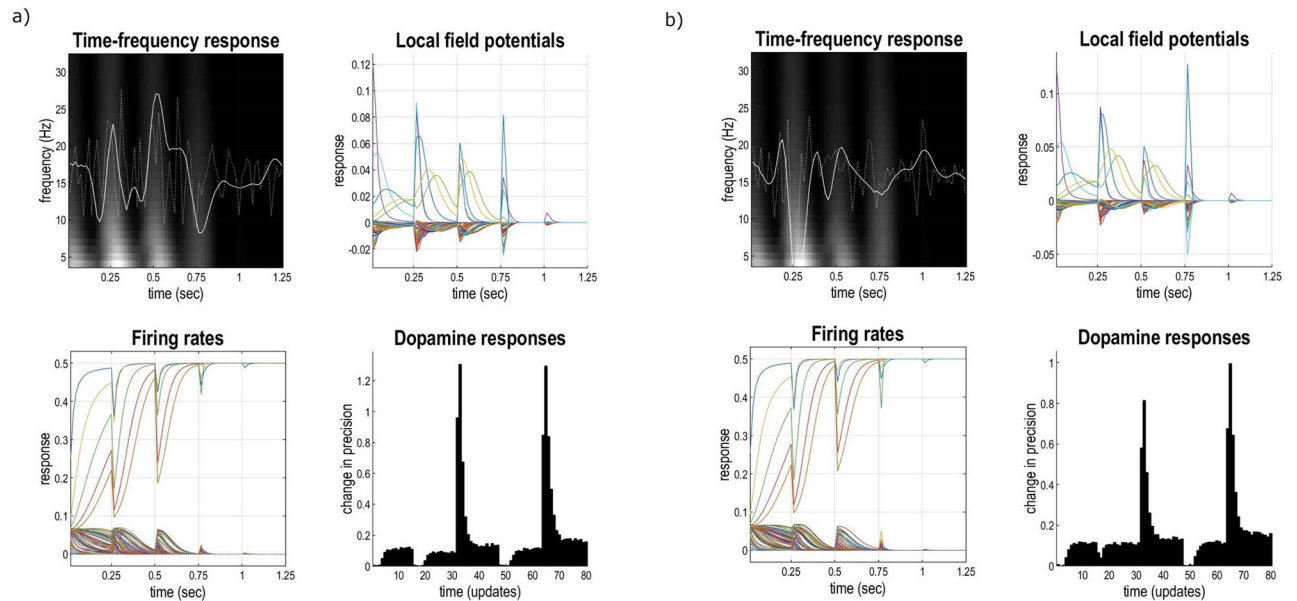 a)
Time-frequency response
30
25
20
15
10
5
frequency (Hz)
0.25 0.5 0.75 1 1.25
time (sec)
Local field potentials
0.12
0.1
0.08
0.06
0.04
0.02
0
-0.02
response
0.25 0.5 0.75 1 1.25
time (sec)
Firing rates
0.5
0.4
0.3
0.2
0.1
0
response
0.25 0.5 0.75 1 1.25
time (sec)
Dopamine responses
1.2
1
0.8
0.6
0.4
0.2
0
change in precision
10 20 30 40 50 60 70 80
time (updates)
b)
Time-frequency response
30
25
20
15
10
5
frequency (Hz)
0.25 0.5 0.75 1 1.25
time (sec)
Local field potentials
0.1
0.05
0
-0.05
response
0.25 0.5 0.75 1 1.25
time (sec)
Firing rates
0.5
0.4
0.3
0.2
0.1
0
response
0.25 0.5 0.75 1 1.25
time (sec)
Dopamine responses
1
0.8
0.6
0.4
0.2
0
change in precision
10 20 30 40 50 60 70 80
time (updates)